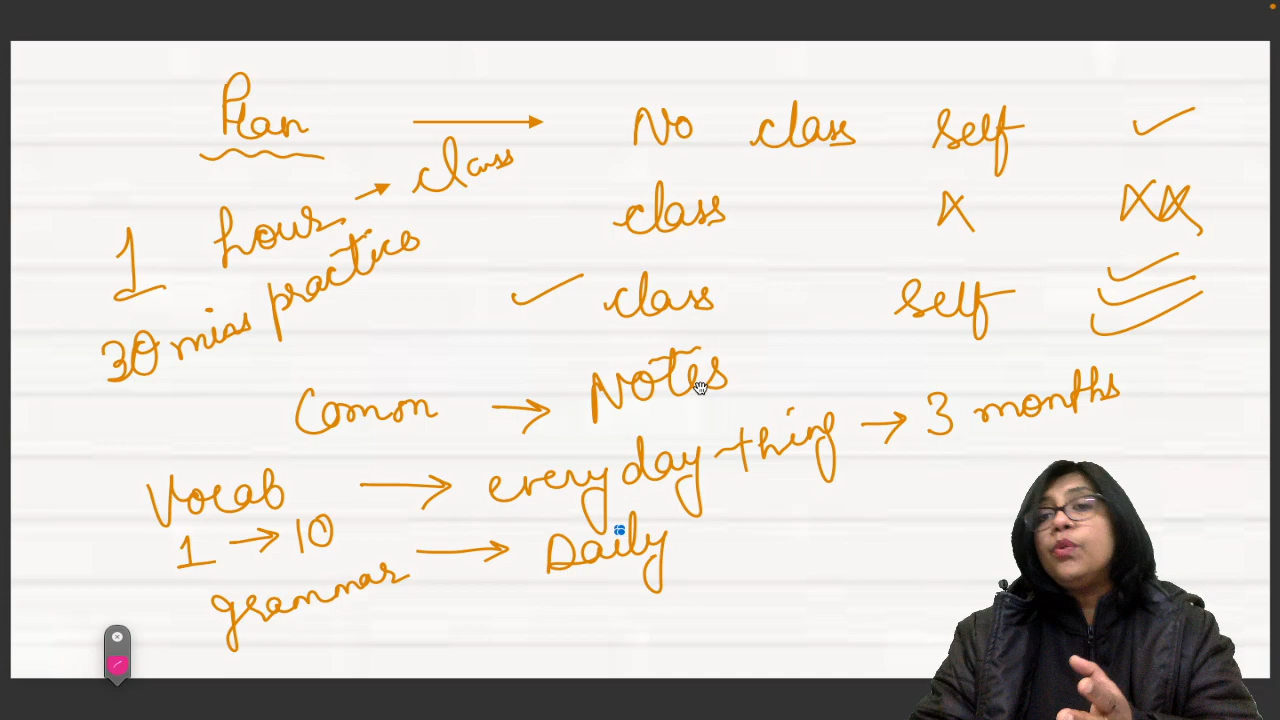 Plan → No class self ✓
1 hour → class
class x xx
30 mins practice
✓ class self ✓
Common → Notes
Vocab → everyday thing → 3 months
1 → 10
grammar → Daily